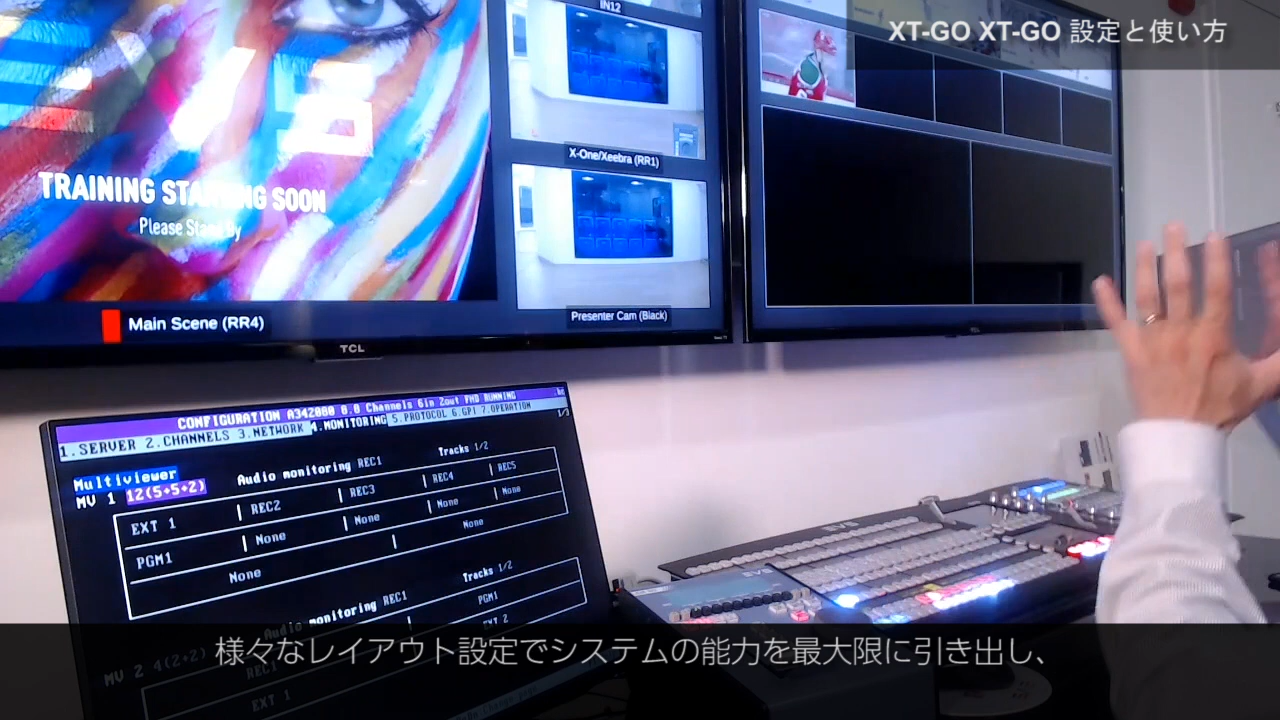 XT-GO XT-GO 設定と使い方
IN12
X-One/Xeebra (RR1)
TRAINING STARTING SOON
Please Stand By
Presenter Cam (Black)
Main Scene (RR4)
TCL
TCL
CONFIGURATION A342080 8.0 Channels 6in 2out FHD RUNNING
1.SERVER 2.CHANNELS 3.NETWORK 4.MONITORING 5.PROTOCOL 6.GPI 7.OPERATION
Multiviewer
MV 1 12(5+5+2)
Audio monitoring REC1 Tracks 1/2
EXT 1 REC2 REC3 REC4 REC5
PGM1 None None None None
None None
Audio monitoring REC1 Tracks 1/2
MV 2 4(2+2) REC1 PGM1
EXT 1 EXT 2
EVS
様々なレイアウト設定でシステムの能力を最大限に引き出し、